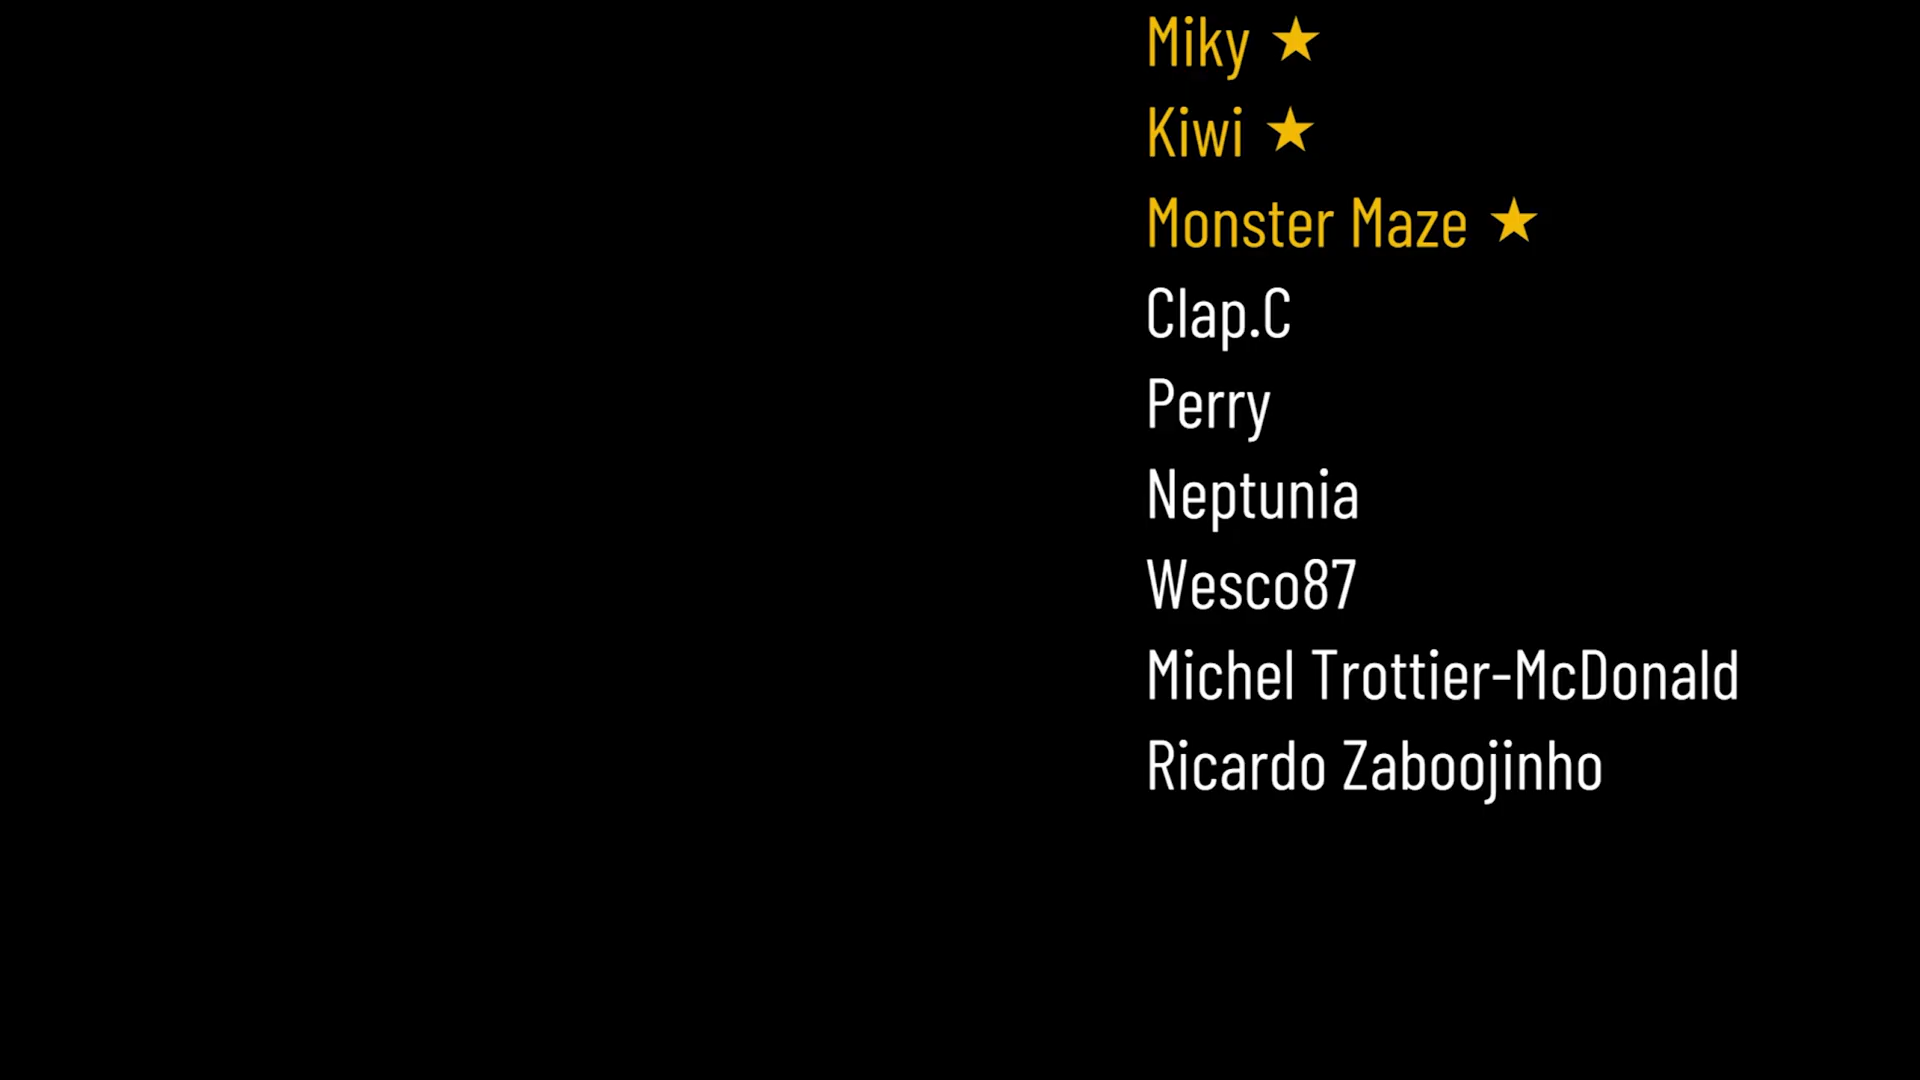 Miky ★
Kiwi ★
Monster Maze ★
Clap.C
Perry
Neptunia
Wesco87
Michel Trottier-McDonald
Ricardo Zaboojinho